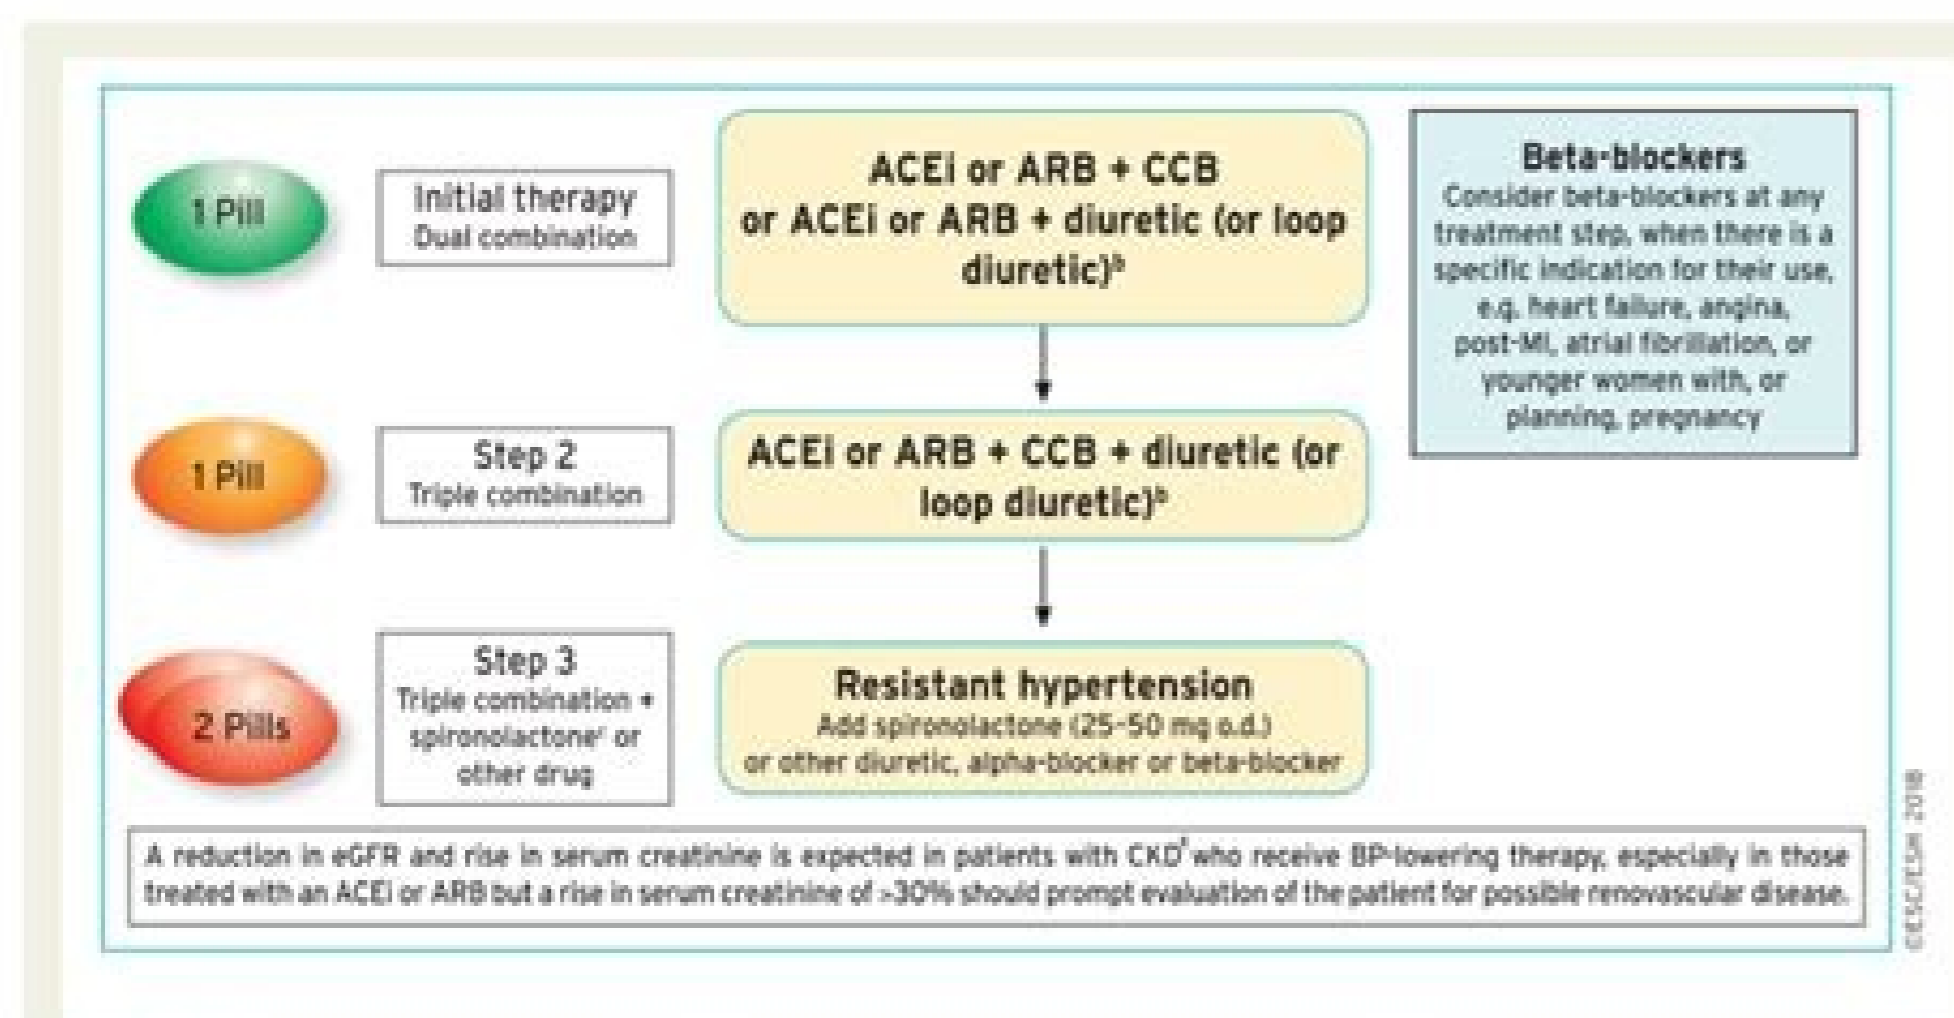 1 Pill
Initial therapy
Dual combination
ACEi or ARB + CCB
or ACEi or ARB + diuretic (or loop
diuretic)ᵇ
Beta-blockers
Consider beta-blockers at any
treatment step, when there is a
specific indication for their use,
e.g. heart failure, angina,
post-MI, atrial fibrillation, or
younger women with, or
planning, pregnancy
1 Pill
Step 2
Triple combination
ACEi or ARB + CCB + diuretic (or
loop diuretic)ᵇ
2 Pills
Step 3
Triple combination +
spironolactoneᶜ or
other drug
Resistant hypertension
Add spironolactone (25-50 mg o.d.)
or other diuretic, alpha-blocker or beta-blocker
A reduction in eGFR and rise in serum creatinine is expected in patients with CKD who receive BP-lowering therapy, especially in those
treated with an ACEi or ARB but a rise in serum creatinine of >30% should prompt evaluation of the patient for possible renovascular disease.
©ESC/ESH 2018